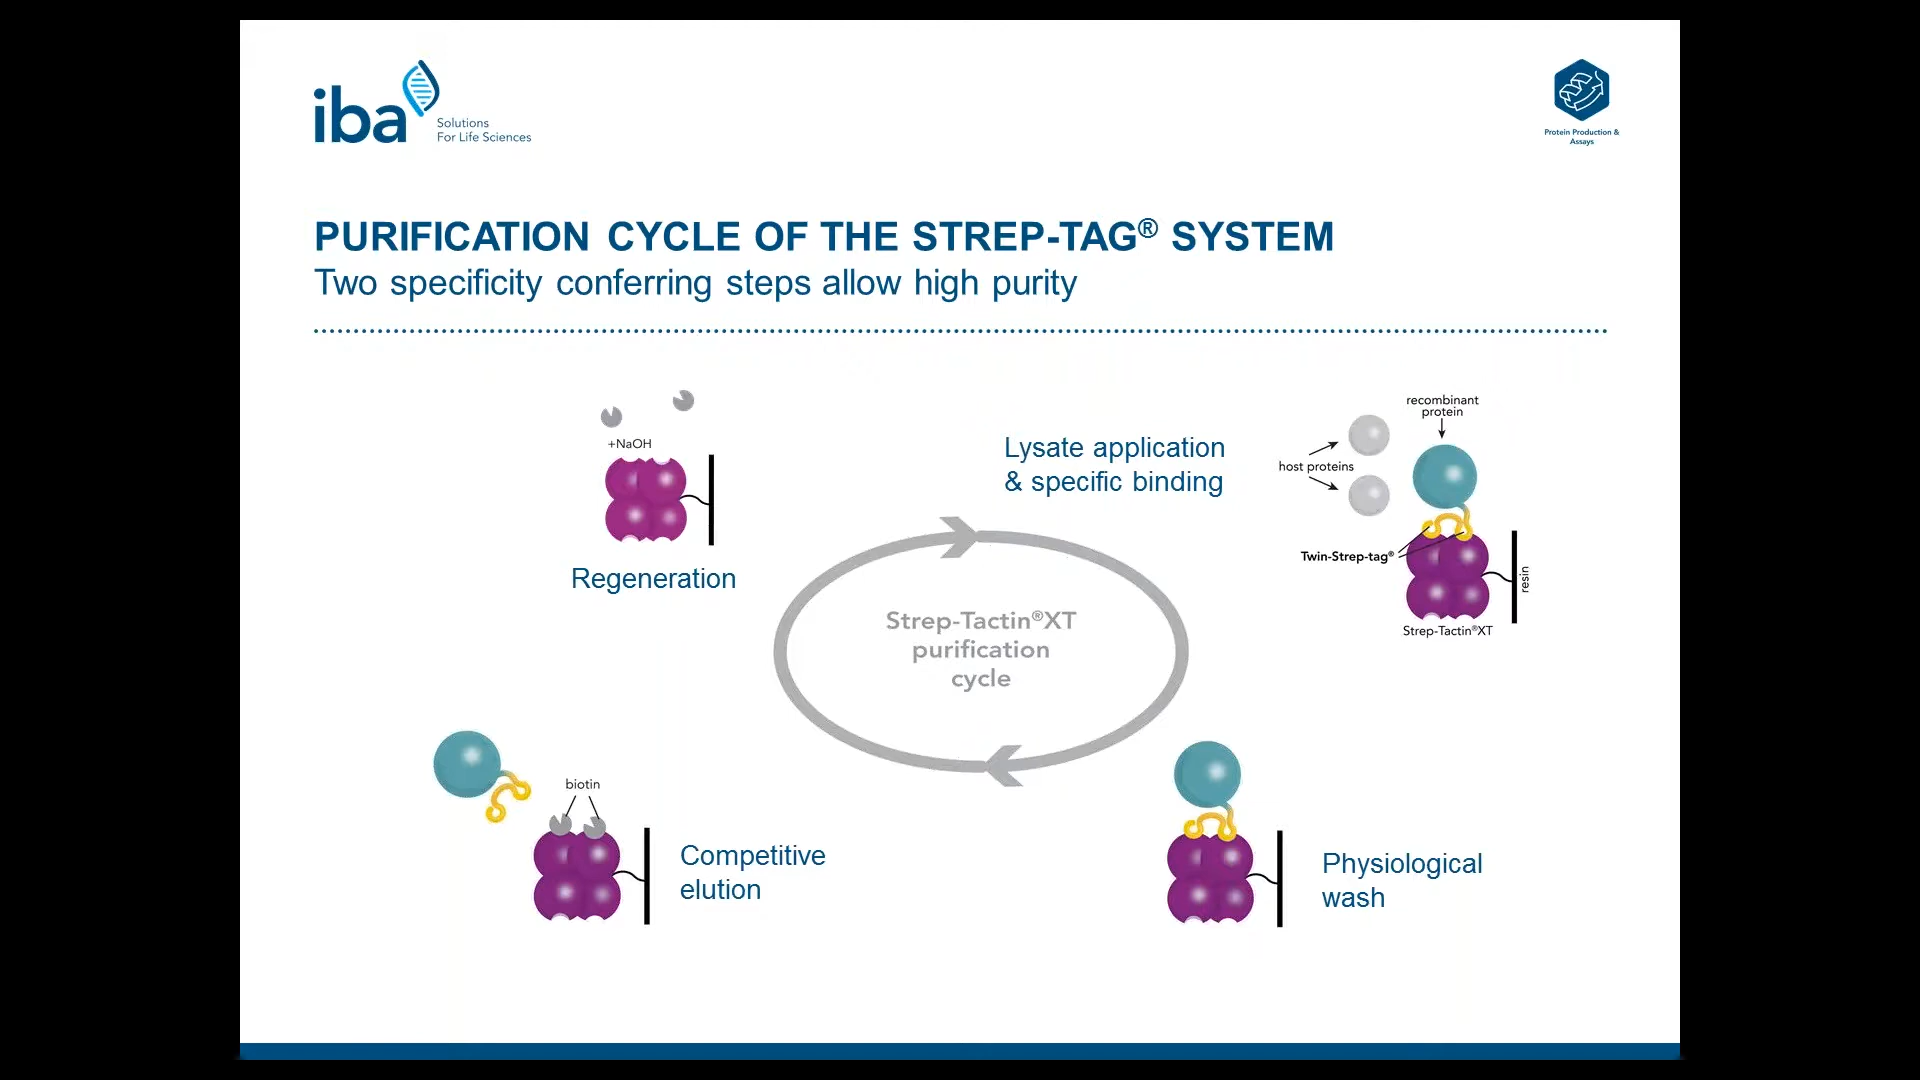 iba
Solutions
For Life Sciences
Protein Production &
Assays
PURIFICATION CYCLE OF THE STREP-TAG® SYSTEM
Two specificity conferring steps allow high purity
+NaOH
Regeneration
Lysate application
& specific binding
recombinant
protein
host proteins
Twin-Strep-tag®
resin
Strep-Tactin®XT
Strep-Tactin®XT
purification
cycle
biotin
Competitive
elution
Physiological
wash